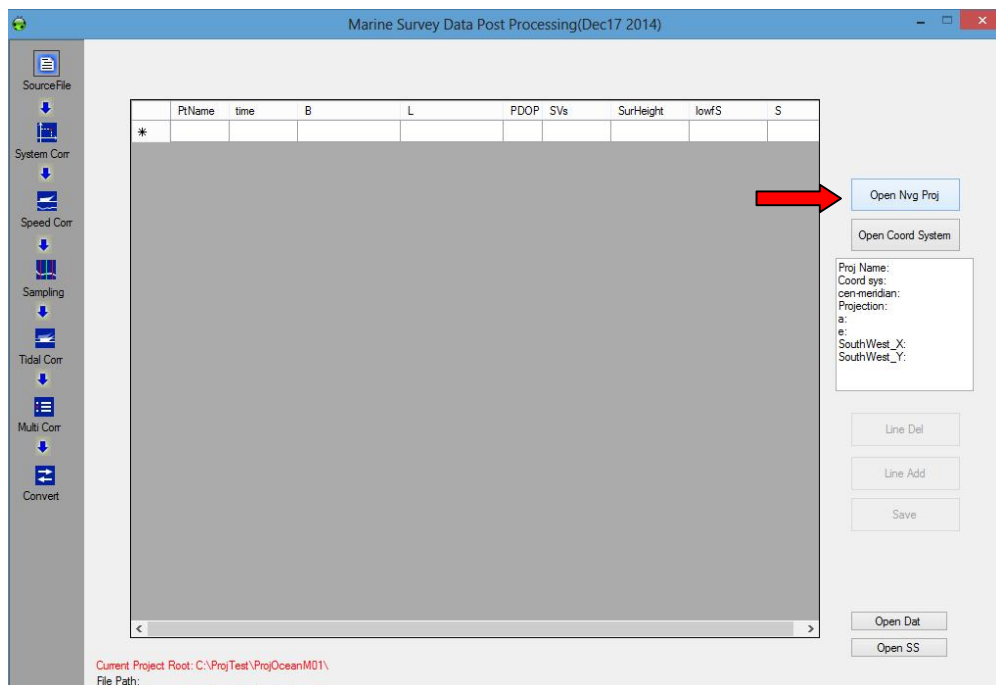 Marine Survey Data Post Processing(Dec17 2014)
SourceFile
System Corr
Speed Corr
Sampling
Tidal Corr
Multi Corr
Convert
PtName time B L PDOP SVs SurHeight lowfS S
Open Nvg Proj
Open Coord System
Proj Name:
Coord sys:
cen-meridian:
Projection:
a:
e:
SouthWest_X:
SouthWest_Y:
Line Del
Line Add
Save
Open Dat
Open SS
Current Project Root: C:\ProjTest\ProjOceanM01\
File Path: